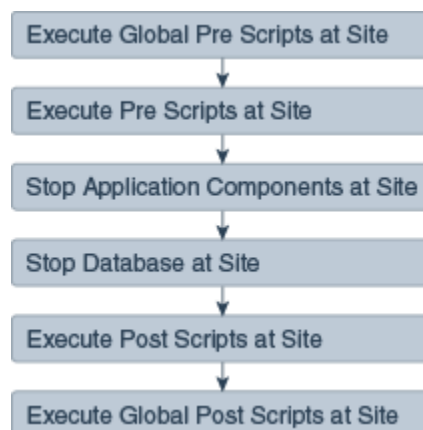 Execute Global Pre Scripts at Site
Execute Pre Scripts at Site
Stop Application Components at Site
Stop Database at Site
Execute Post Scripts at Site
Execute Global Post Scripts at Site